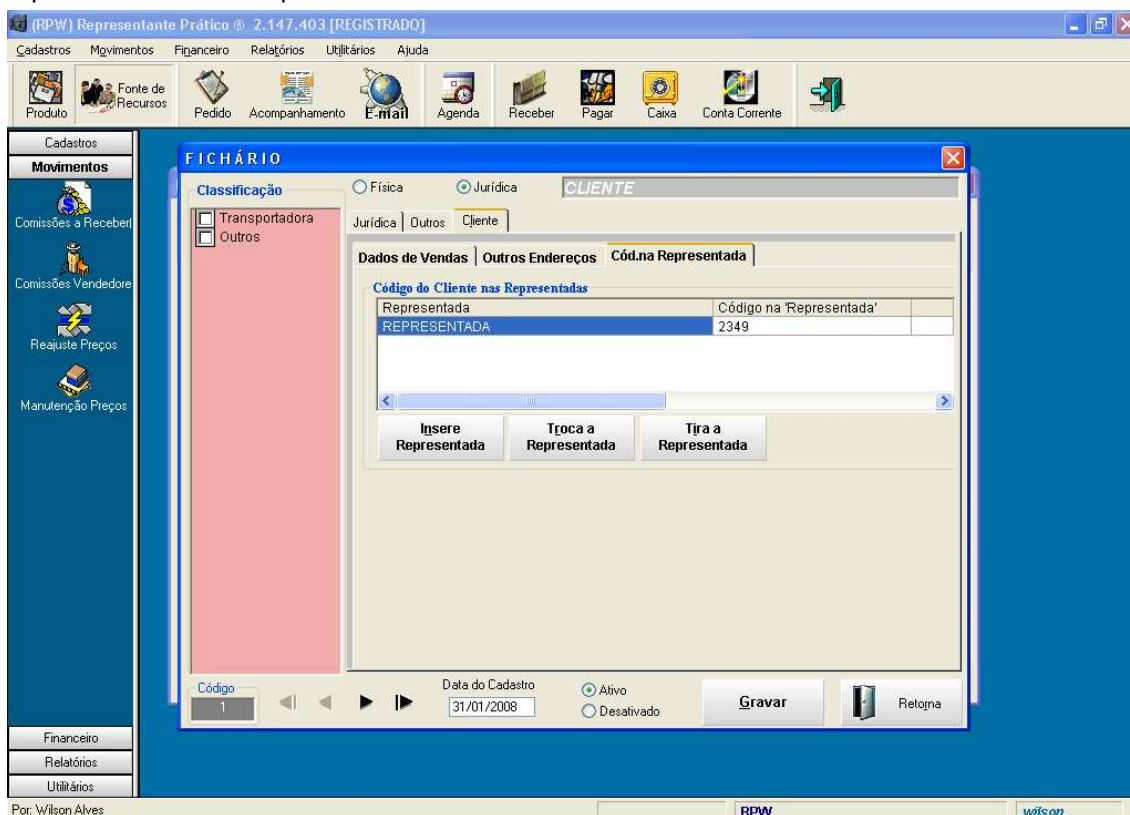 (RPW) Representante Prático ® 2.147.403 [REGISTRADO]
Cadastros Movimentos Financeiro Relatórios Utilitários Ajuda
Produto
Fonte de
Recursos
Pedido
Acompanhamento
E-mail
Agenda
Receber
Pagar
Caixa
Conta Corrente
Cadastros
Movimentos
Comissões a Receber
Comissões Vendedore
Reajuste Preços
Manutenção Preços
Financeiro
Relatórios
Utilitários
FICHÁRIO
Classificação
Transportadora
Outros
Física Jurídica CLIENTE
Jurídica Outros Cliente
Dados de Vendas Outros Endereços Cód.na Representada
Código do Cliente nas Representadas
Representada Código na 'Representada'
REPRESENTADA 2349
Insere
Representada
Troca a
Representada
Tira a
Representada
Código
1
Data do Cadastro
31/01/2008
Ativo
Desativado
Gravar
Retorna
Por: Wilson Alves RPW wilson